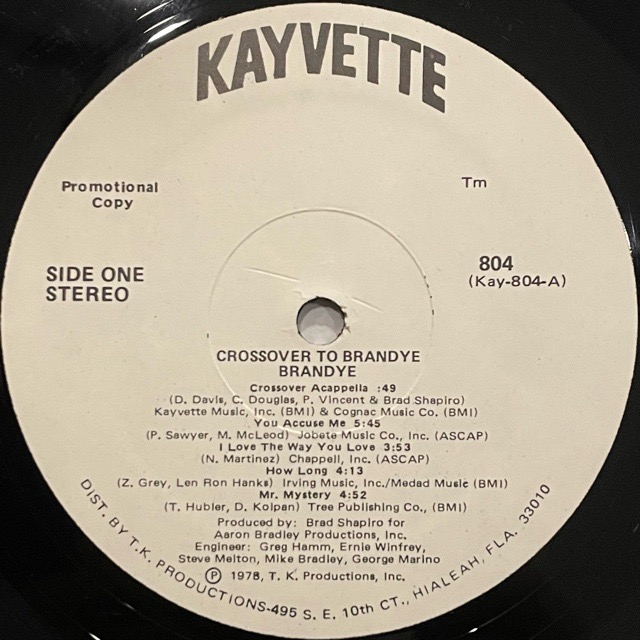 KAYVETTE
Promotional
Copy
Tm
SIDE ONE
STEREO
804
(Kay-804-A)
CROSSOVER TO BRANDYE
BRANDYE
Crossover Acappella :49
(D. Davis, C. Douglas, P. Vincent & Brad Shapiro)
Kayvette Music, Inc. (BMI) & Cognac Music Co. (BMI)
You Accuse Me 5:45
(P. Sawyer, M. McLeod) Jobete Music Co., Inc. (ASCAP)
I Love The Way You Love 3:53
(N. Martinez) Chappell, Inc. (ASCAP)
How Long 4:13
(Z. Grey, Len Ron Hanks) Irving Music, Inc./Medad Music (BMI)
Mr. Mystery 4:52
(T. Hubler, D. Kolpan) Tree Publishing Co., (BMI)
Produced by: Brad Shapiro for
Aaron Bradley Productions, Inc.
Engineer: Greg Hamm, Ernie Winfrey,
Steve Melton, Mike Bradley, George Marino
Ⓟ 1978, T. K. Productions, Inc.
DIST. BY T.K. PRODUCTIONS-495 S. E. 10th CT., HIALEAH, FLA. 33010